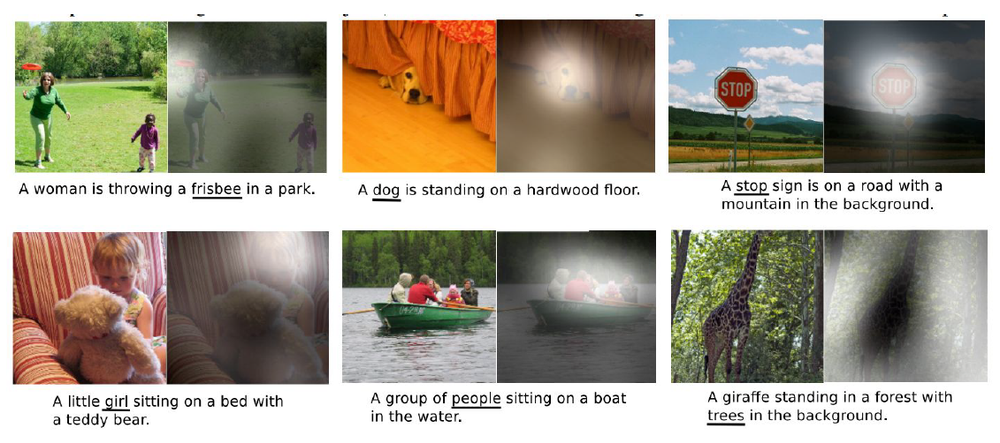 STOP
STOP
A woman is throwing a frisbee in a park.
A dog is standing on a hardwood floor.
A stop sign is on a road with a
mountain in the background.
A little girl sitting on a bed with
a teddy bear.
A group of people sitting on a boat
in the water.
A giraffe standing in a forest with
trees in the background.